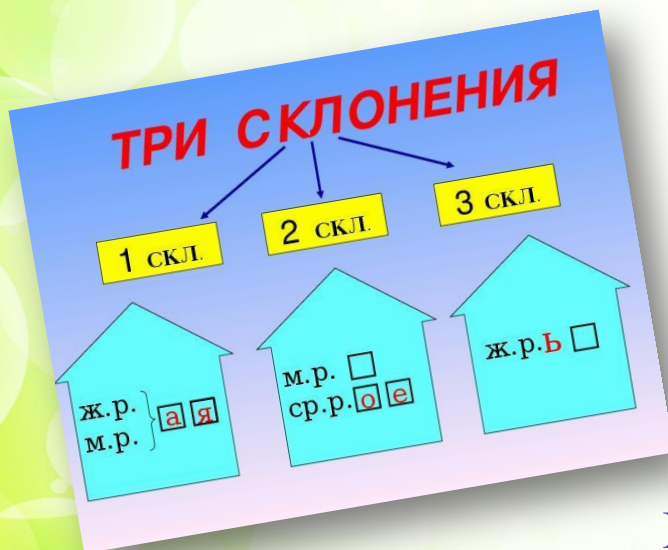 ТРИ СКЛОНЕНИЯ
1 скл.
2 скл.
3 скл.
ж.р.
м.р.
а я
м.р.
ср.р. о е
ж.р.ь